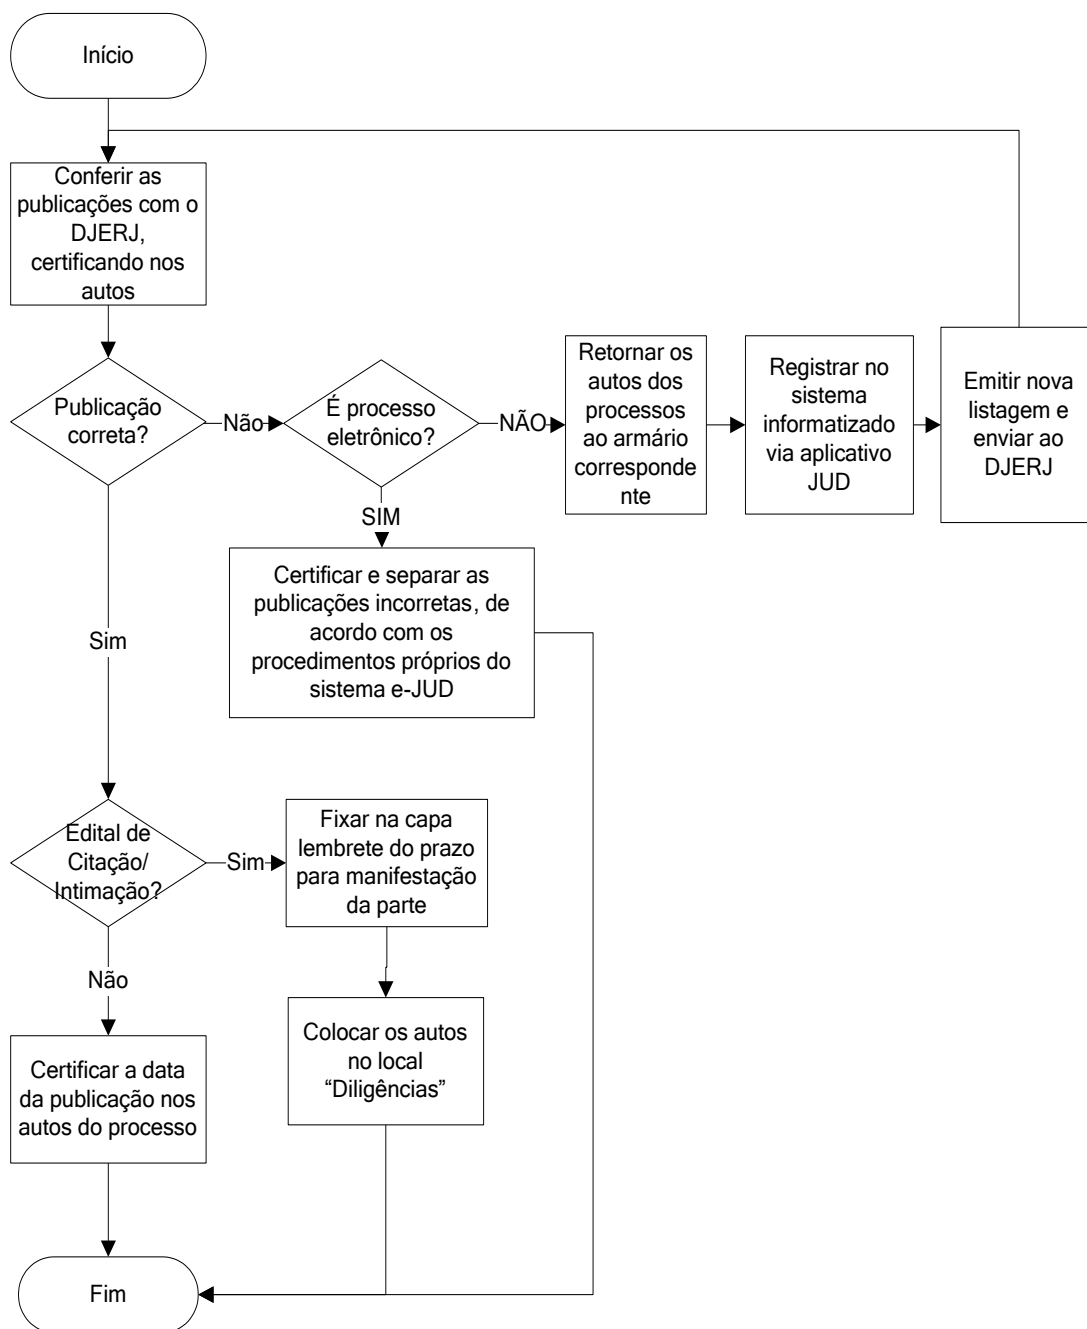 Início
Conferir as
publicações com o
DJERJ,
certificando nos
autos
Publicação
correta?
Não
É processo
eletrônico?
NÃO
Retornar os
autos dos
processos
ao armário
corresponde
nte
Registrar no
sistema
informatizado
via aplicativo
JUD
Emitir nova
listagem e
enviar ao
DJERJ
SIM
Certificar e separar as
publicações incorretas, de
acordo com os
procedimentos próprios do
sistema e-JUD
Sim
Edital de
Citação/
Intimação?
Sim
Fixar na capa
lembrete do prazo
para manifestação
da parte
Não
Colocar os autos
no local
“Diligências”
Certificar a data
da publicação nos
autos do processo
Fim